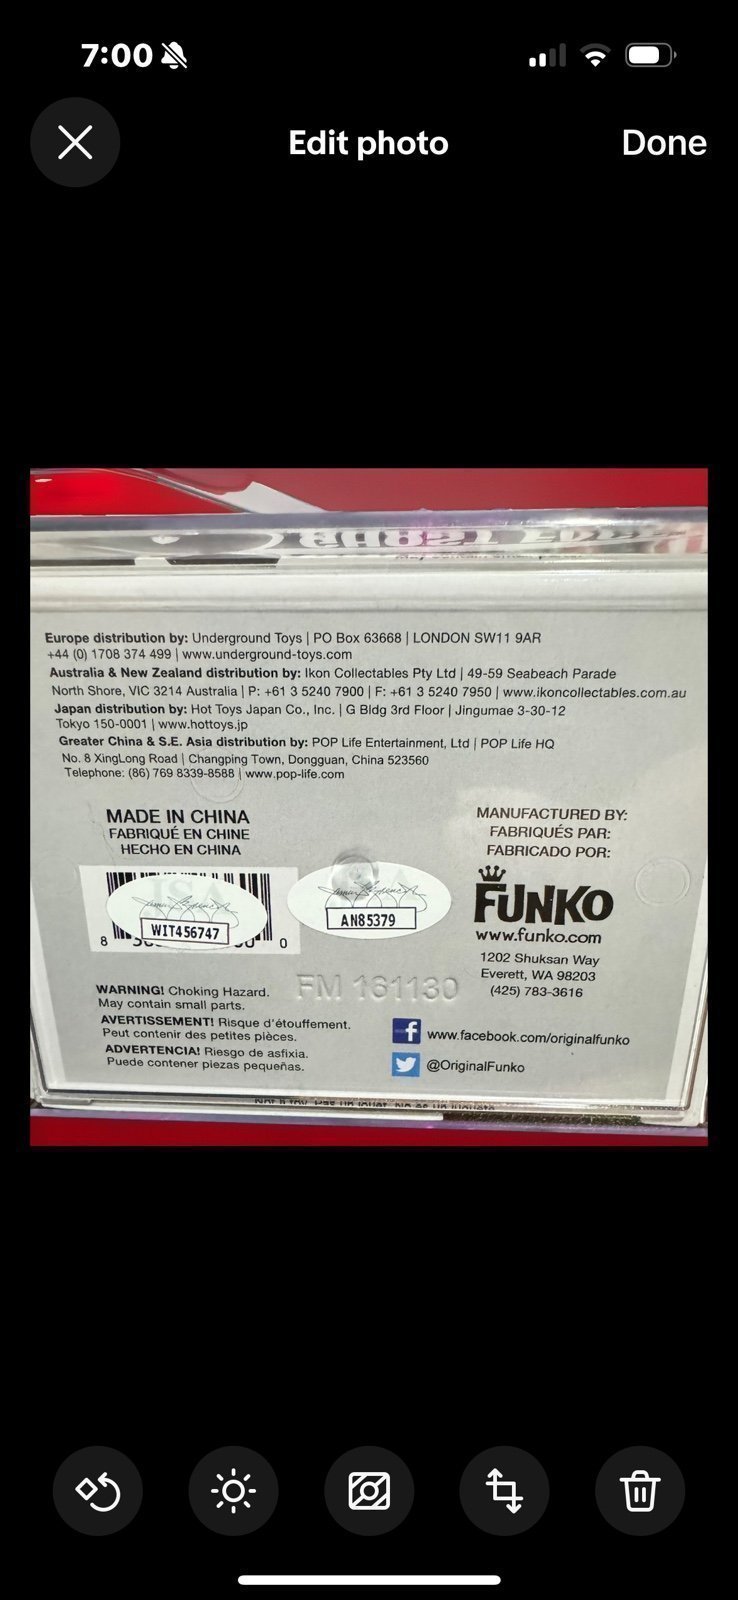 7:00
Edit photo
Done
Europe distribution by: Underground Toys | PO Box 63668 | LONDON SW11 9AR
+44 (0) 1708 374 499 | www.underground-toys.com
Australia & New Zealand distribution by: Ikon Collectables Pty Ltd | 49-59 Seabeach Parade
North Shore, VIC 3214 Australia | P: +61 3 5240 7900 | F: +61 3 5240 7950 | www.ikoncollectables.com.au
Japan distribution by: Hot Toys Japan Co., Inc. | G Bldg 3rd Floor | Jingumae 3-30-12
Tokyo 150-0001 | www.hottoys.jp
Greater China & S.E. Asia distribution by: POP Life Entertainment, Ltd | POP Life HQ
No. 8 XingLong Road | Changping Town, Dongguan, China 523560
Telephone: (86) 769 8339-8588 | www.pop-life.com
MADE IN CHINA
FABRIQUÉ EN CHINE
HECHO EN CHINA
WIT456747
8
0
AN85379
MANUFACTURED BY:
FABRIQUÉS PAR:
FABRICADO POR:
FUNKO
www.funko.com
1202 Shuksan Way
Everett, WA 98203
(425) 783-3616
FM 161130
WARNING! Choking Hazard.
May contain small parts.
AVERTISSEMENT! Risque d'étouffement.
Peut contenir des petites pièces.
ADVERTENCIA! Riesgo de asfixia.
Puede contener piezas pequeñas.
f www.facebook.com/originalfunko
@OriginalFunko